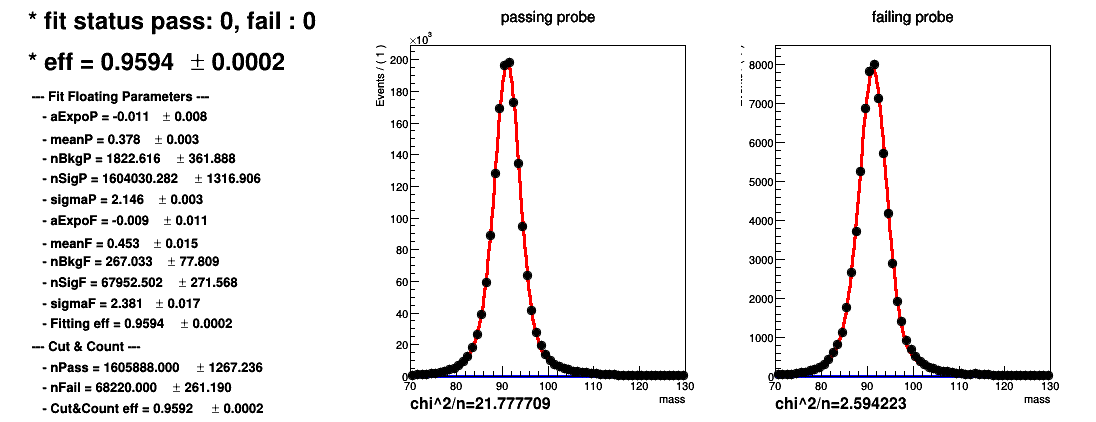 * fit status pass: 0, fail : 0
* eff = 0.9594 ± 0.0002
--- Fit Floating Parameters ---
- aExpoP = -0.011 ± 0.008
- meanP = 0.378 ± 0.003
- nBkgP = 1822.616 ± 361.888
- nSigP = 1604030.282 ± 1316.906
- sigmaP = 2.146 ± 0.003
- aExpoF = -0.009 ± 0.011
- meanF = 0.453 ± 0.015
- nBkgF = 267.033 ± 77.809
- nSigF = 67952.502 ± 271.568
- sigmaF = 2.381 ± 0.017
- Fitting eff = 0.9594 ± 0.0002
--- Cut & Count ---
- nPass = 1605888.000 ± 1267.236
- nFail = 68220.000 ± 261.190
- Cut&Count eff = 0.9592 ± 0.0002
passing probe
×10³
Events / ( 1 )
200
180
160
140
120
100
80
60
40
20
0
70 80 90 100 110 120 130
mass
chi^2/n=21.777709
failing probe
8000
7000
6000
5000
4000
3000
2000
1000
0
70 80 90 100 110 120 130
mass
chi^2/n=2.594223